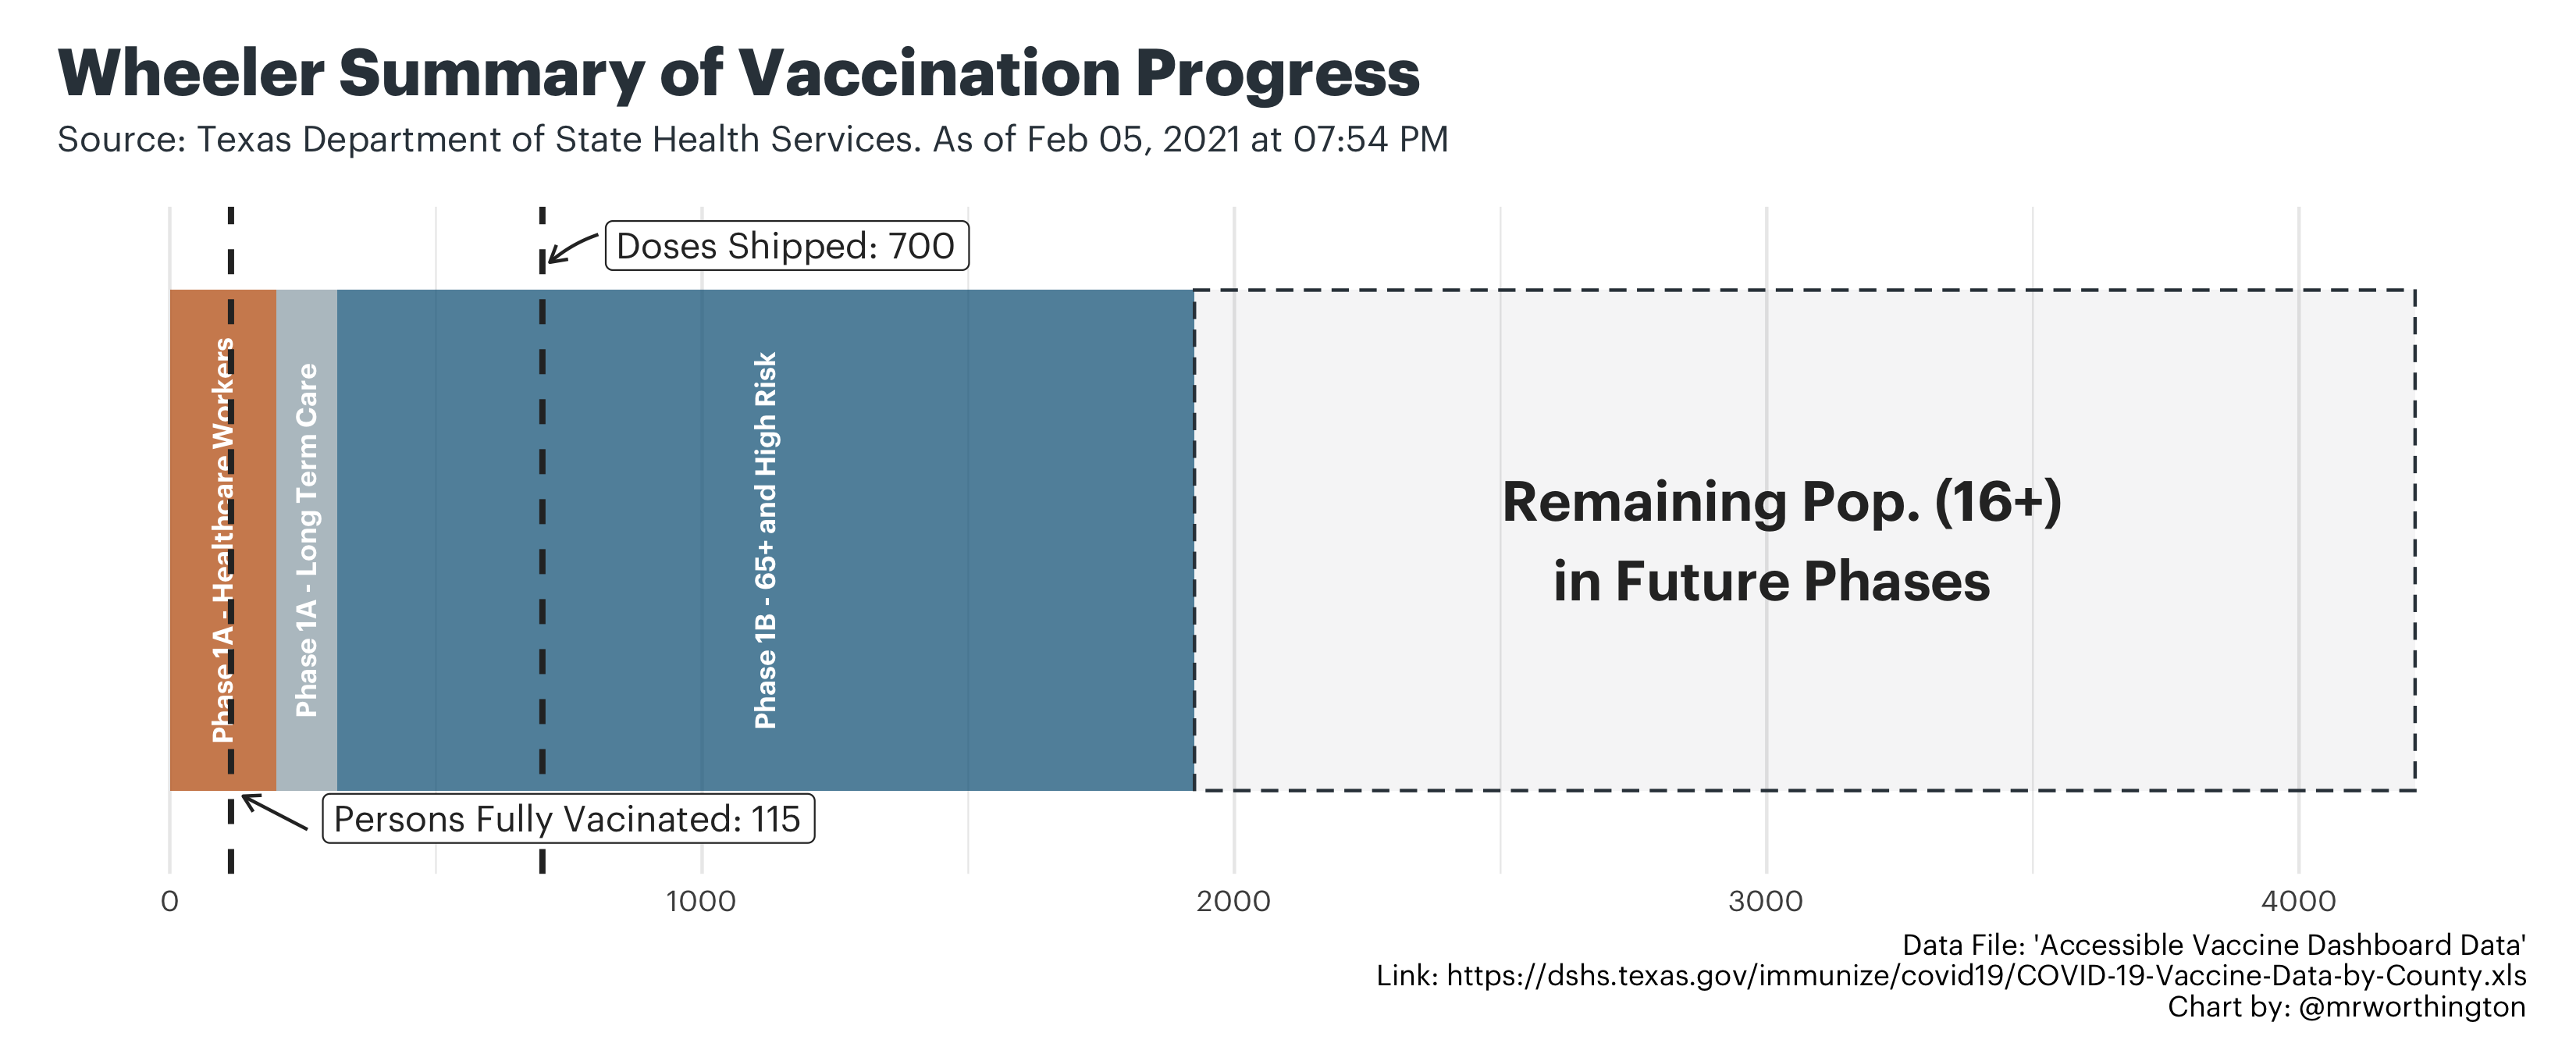 Wheeler Summary of Vaccination Progress
Source: Texas Department of State Health Services. As of Feb 05, 2021 at 07:54 PM
Doses Shipped: 700
Phase 1A - Healthcare Workers
Phase 1A - Long Term Care
Phase 1B - 65+ and High Risk
Remaining Pop. (16+)
in Future Phases
Persons Fully Vacinated: 115
0
1000
2000
3000
4000
Data File: 'Accessible Vaccine Dashboard Data'
Link: https://dshs.texas.gov/immunize/covid19/COVID-19-Vaccine-Data-by-County.xls
Chart by: @mrworthington